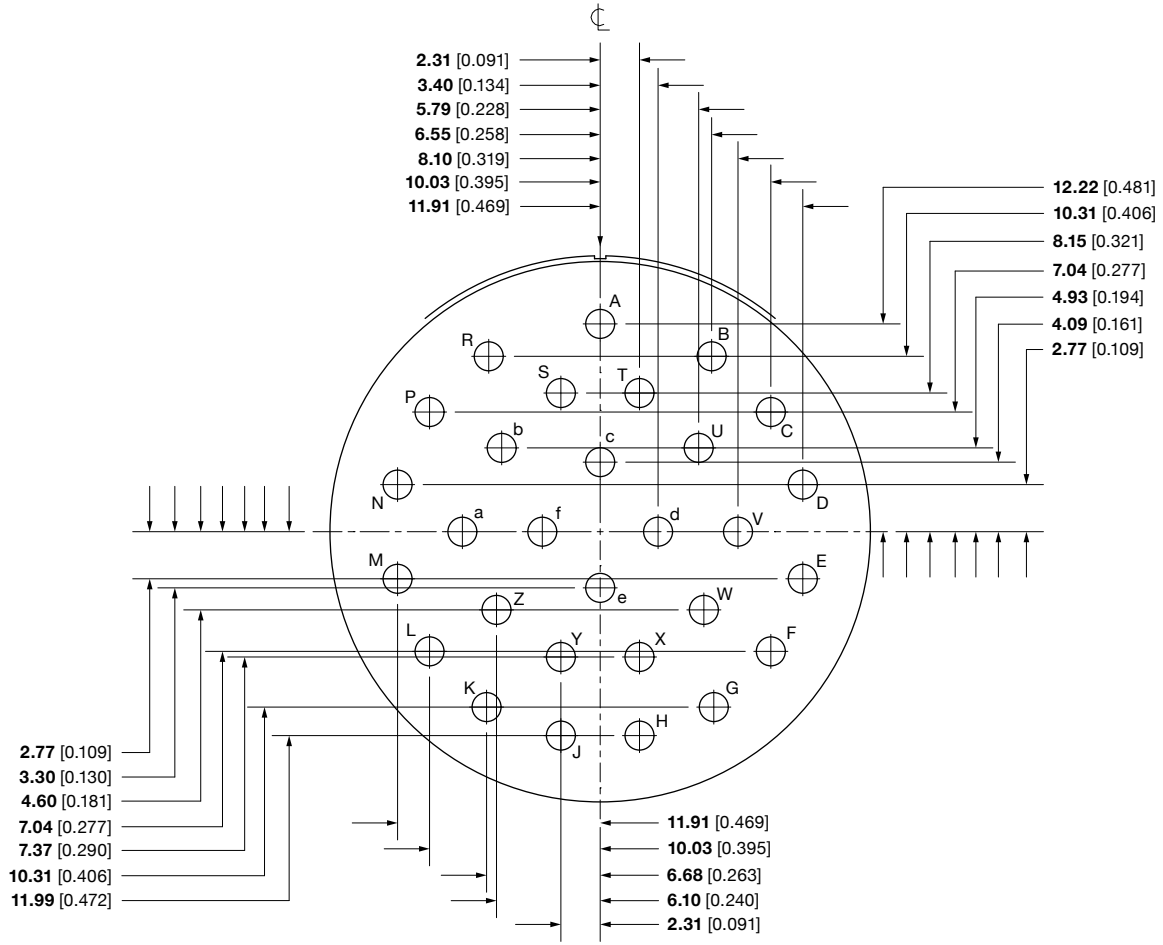 ℄
2.31 [0.091]
3.40 [0.134]
5.79 [0.228]
6.55 [0.258]
8.10 [0.319]
10.03 [0.395]
11.91 [0.469]
12.22 [0.481]
10.31 [0.406]
8.15 [0.321]
7.04 [0.277]
4.93 [0.194]
4.09 [0.161]
2.77 [0.109]
A
R B
S T
P C
b c U
N D
a f d V
M E
e
Z W
L Y X F
K G
J H
2.77 [0.109]
3.30 [0.130]
4.60 [0.181]
7.04 [0.277]
7.37 [0.290]
10.31 [0.406]
11.99 [0.472]
11.91 [0.469]
10.03 [0.395]
6.68 [0.263]
6.10 [0.240]
2.31 [0.091]